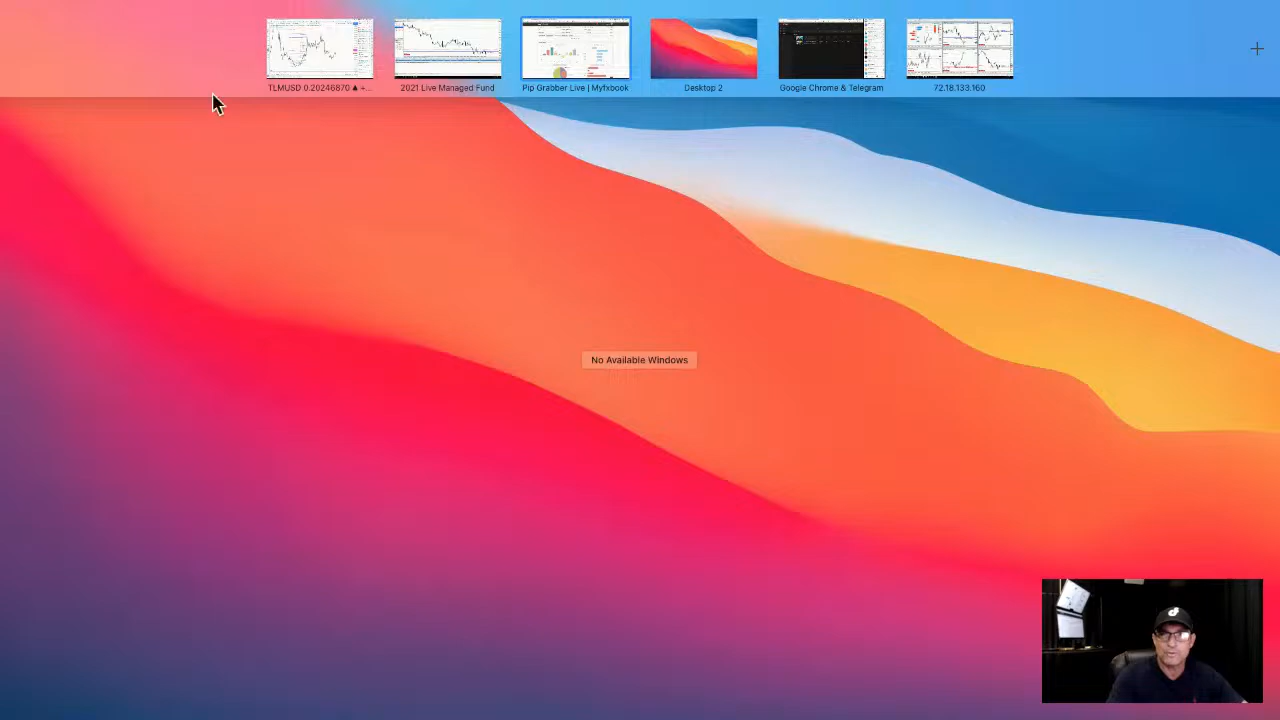 TLMUSD 0.20246870 ▲ +...
2021 Live Managed Fund
Pip Grabber Live | Myfxbook
Desktop 2
Google Chrome & Telegram
72.18.133.160
No Available Windows